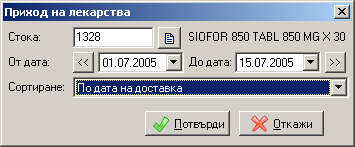 Приход на лекарства
Стока: 1328 SIOFOR 850 TABL 850 MG X 30
От дата: << 01.07.2005 До дата: 15.07.2005 >>
Сортиране: По дата на доставка
Потвърди Откажи